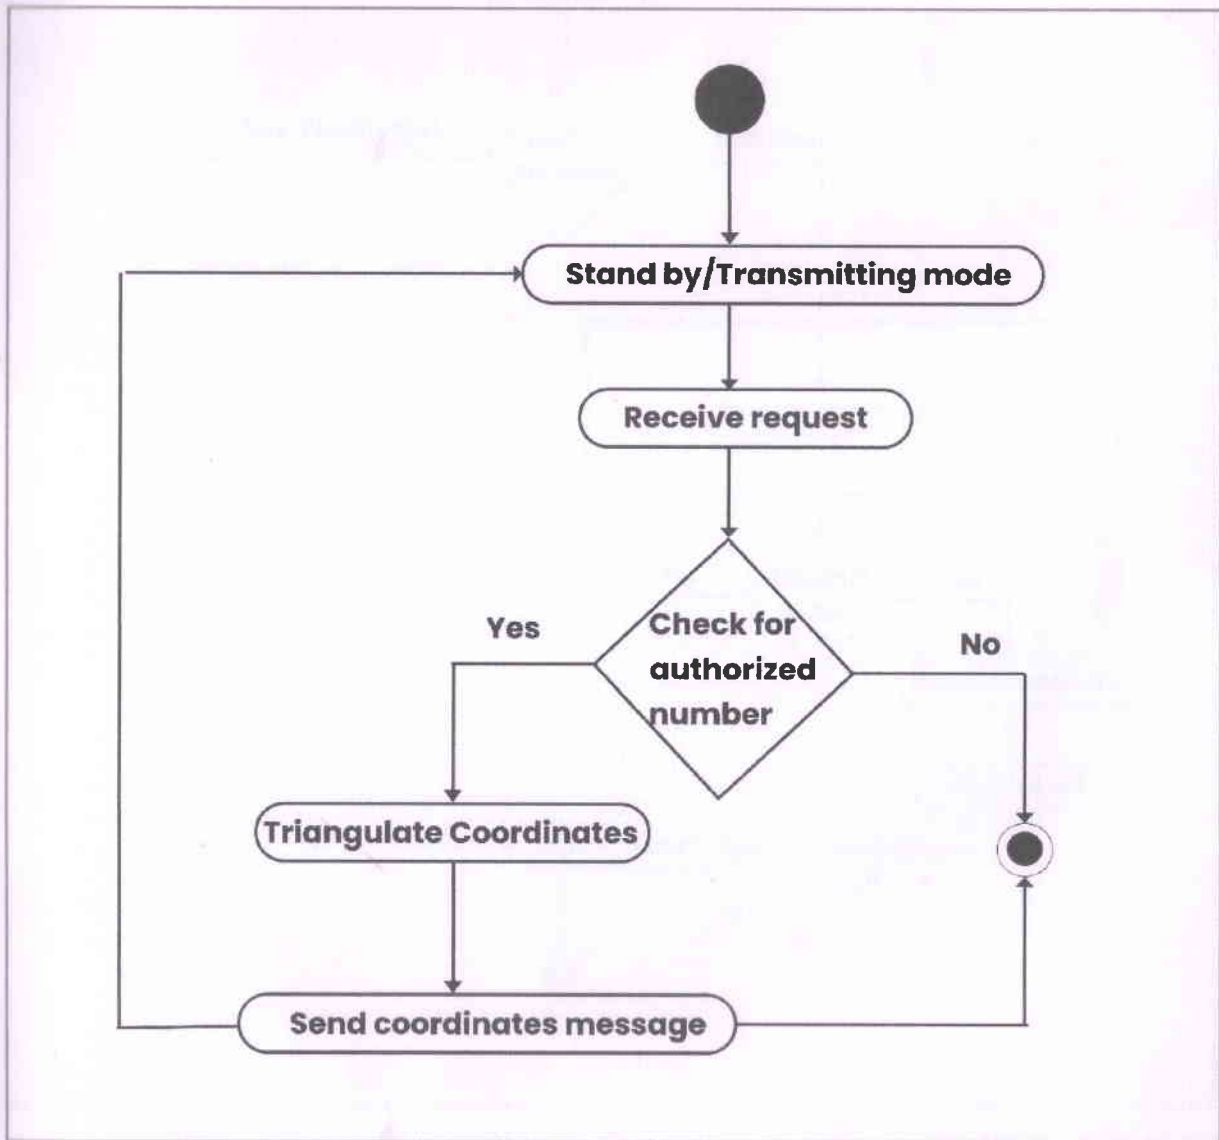 Stand by/Transmitting mode
Receive request
Check for
authorized
number
Yes
No
Triangulate Coordinates
Send coordinates message